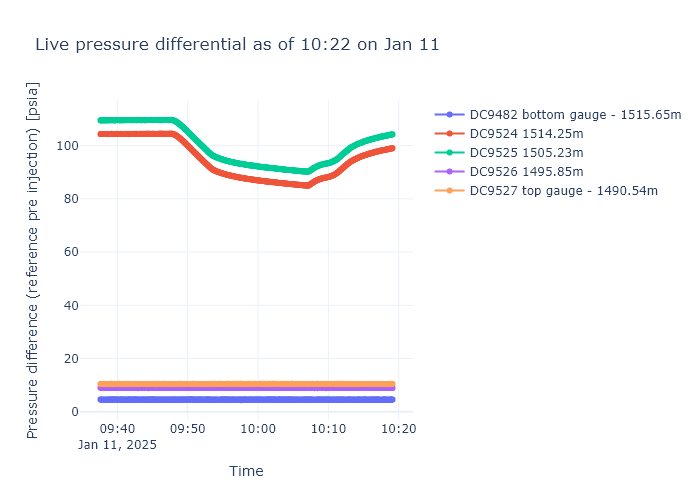 Live pressure differential as of 10:22 on Jan 11
Pressure difference (reference pre injection) [psia]
100
80
60
40
20
0
09:40
Jan 11, 2025
09:50
10:00
10:10
10:20
Time
DC9482 bottom gauge - 1515.65m
DC9524 1514.25m
DC9525 1505.23m
DC9526 1495.85m
DC9527 top gauge - 1490.54m